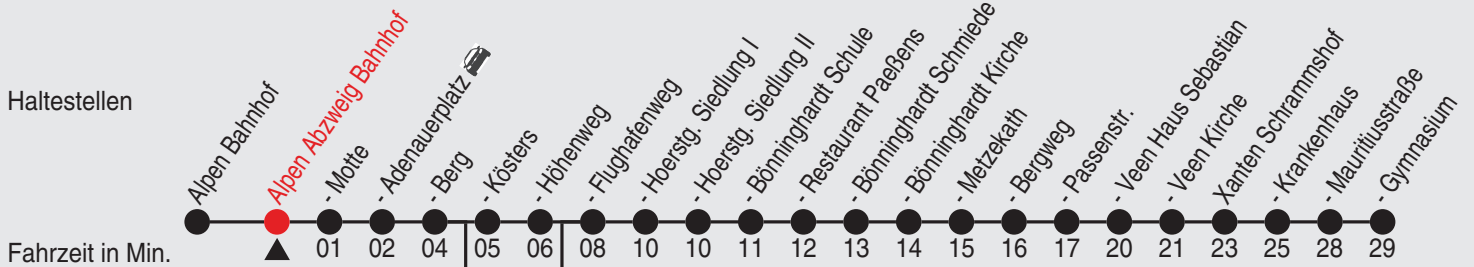 Haltestellen
Alpen Bahnhof
Alpen Abzweig Bahnhof
- Motte
- Adenauerplatz
- Berg
- Kösters
- Höhenweg
- Flughafenweg
- Hoerstg. Siedlung I
- Hoerstg. Siedlung II
- Bönninghardt Schule
- Restaurant Paeßens
- Bönninghardt Schmiede
- Bönninghardt Kirche
- Metzekath
- Bergweg
- Passenstr.
- Veen Haus Sebastian
- Veen Kirche
Xanten Schrammshof
- Krankenhaus
- Mauritiusstraße
- Gymnasium
Fahrzeit in Min. 01 02 04 05 06 08 10 10 11 12 13 14 15 16 17 20 21 23 25 28 29